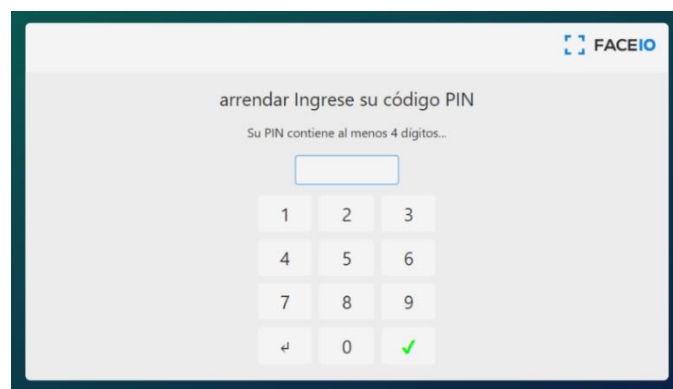 FACEIO
arrendar Ingrese su código PIN
Su PIN contiene al menos 4 dígitos...
1 2 3
4 5 6
7 8 9
↵ 0 ✓